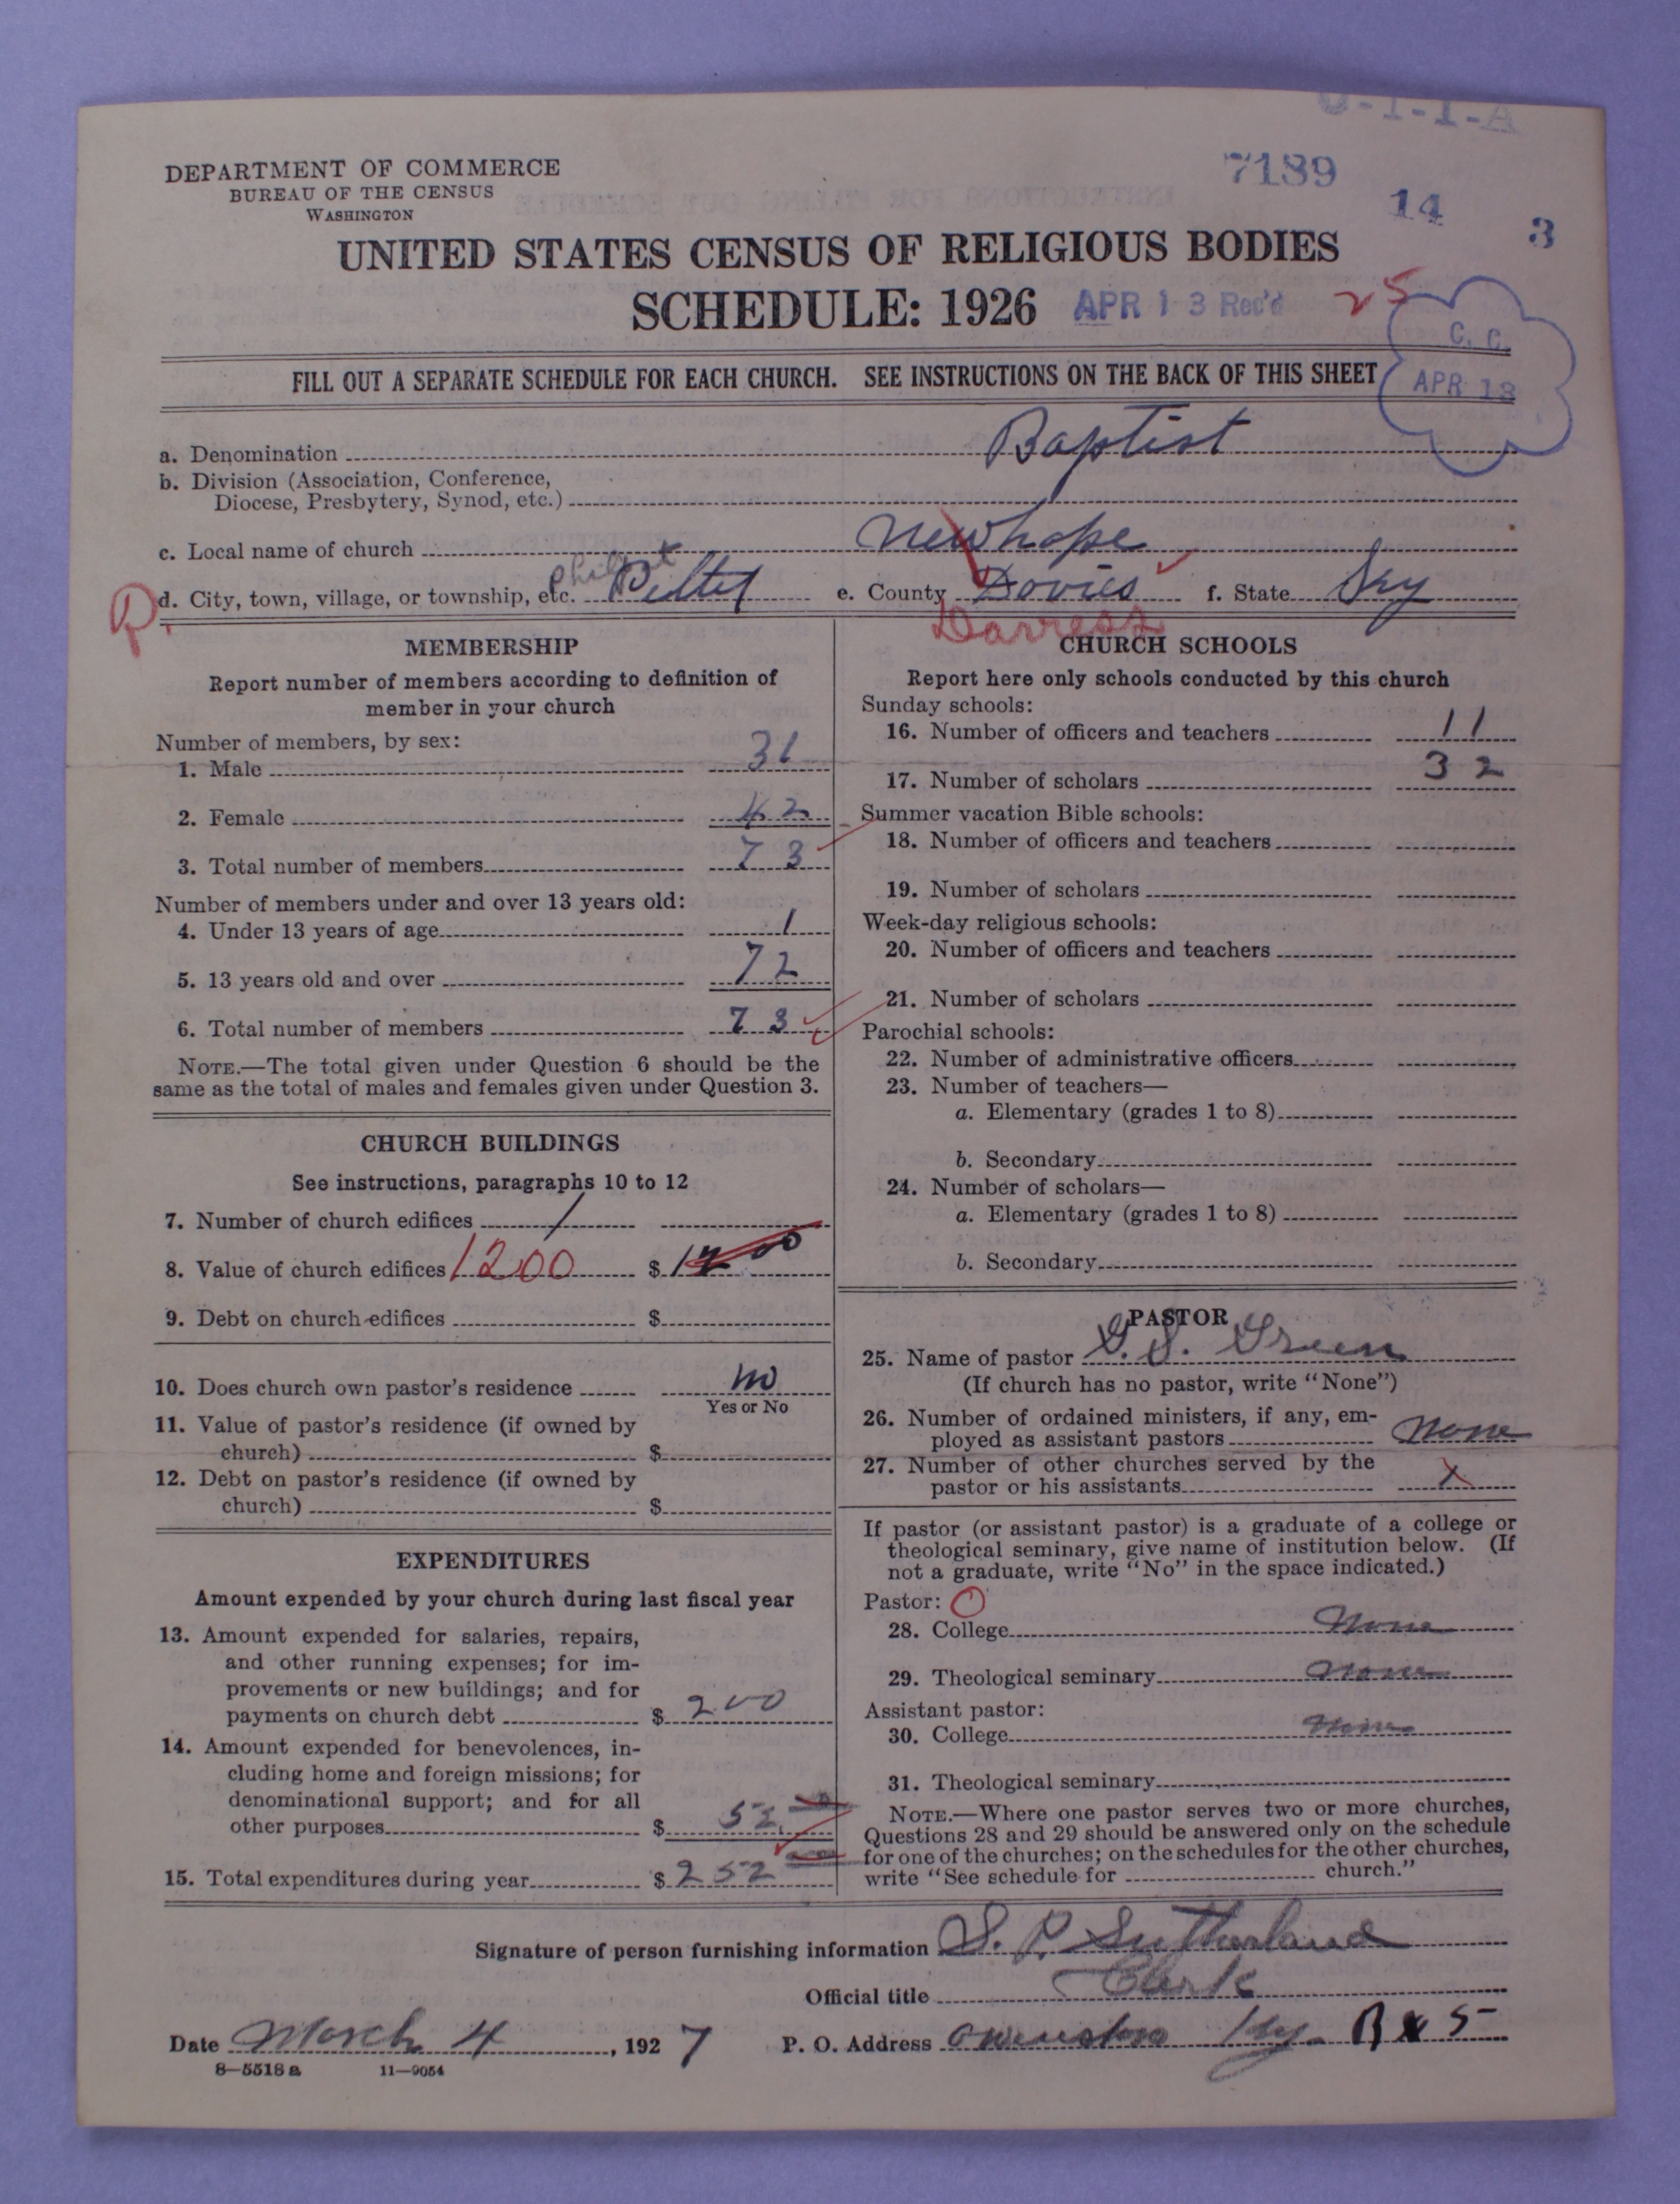 0-1-1-A
DEPARTMENT OF COMMERCE
BUREAU OF THE CENSUS
WASHINGTON
7189
14
3
UNITED STATES CENSUS OF RELIGIOUS BODIES
SCHEDULE: 1926
APR 13 Rec'd
25
C. C.
APR 13
FILL OUT A SEPARATE SCHEDULE FOR EACH CHURCH. SEE INSTRUCTIONS ON THE BACK OF THIS SHEET
a. Denomination Baptist
b. Division (Association, Conference,
Diocese, Presbytery, Synod, etc.)
c. Local name of church Newhope
d. City, town, village, or township, etc. e. County Davies f. State Ky
MEMBERSHIP
Report number of members according to definition of
member in your church
Number of members, by sex:
1. Male 31
2. Female 42
3. Total number of members 73
Number of members under and over 13 years old:
4. Under 13 years of age 1
5. 13 years old and over 72
6. Total number of members 73
NOTE.—The total given under Question 6 should be the
same as the total of males and females given under Question 3.
CHURCH BUILDINGS
See instructions, paragraphs 10 to 12
7. Number of church edifices 1
8. Value of church edifices 1200 $ 1200
9. Debt on church edifices $
10. Does church own pastor's residence no
Yes or No
11. Value of pastor's residence (if owned by
church) $
12. Debt on pastor's residence (if owned by
church) $
EXPENDITURES
Amount expended by your church during last fiscal year
13. Amount expended for salaries, repairs,
and other running expenses; for im-
provements or new buildings; and for
payments on church debt $ 200
14. Amount expended for benevolences, in-
cluding home and foreign missions; for
denominational support; and for all
other purposes $ 52
15. Total expenditures during year $ 252
CHURCH SCHOOLS
Report here only schools conducted by this church
Sunday schools:
16. Number of officers and teachers 11
17. Number of scholars 32
Summer vacation Bible schools:
18. Number of officers and teachers
19. Number of scholars
Week-day religious schools:
20. Number of officers and teachers
21. Number of scholars
Parochial schools:
22. Number of administrative officers
23. Number of teachers—
a. Elementary (grades 1 to 8)
b. Secondary
24. Number of scholars—
a. Elementary (grades 1 to 8)
b. Secondary
PASTOR
25. Name of pastor G. S. Green
(If church has no pastor, write "None")
26. Number of ordained ministers, if any, em-
ployed as assistant pastors None
27. Number of other churches served by the
pastor or his assistants X
If pastor (or assistant pastor) is a graduate of a college or
theological seminary, give name of institution below. (If
not a graduate, write "No" in the space indicated.)
Pastor: O
28. College None
29. Theological seminary None
Assistant pastor:
30. College None
31. Theological seminary
NOTE.—Where one pastor serves two or more churches,
Questions 28 and 29 should be answered only on the schedule
for one of the churches; on the schedules for the other churches,
write "See schedule for church."
Signature of person furnishing information S. P. Sutherland
Official title Clerk
Date March 4, 1927 P. O. Address Ky. R 5
8—5518a 11—9054